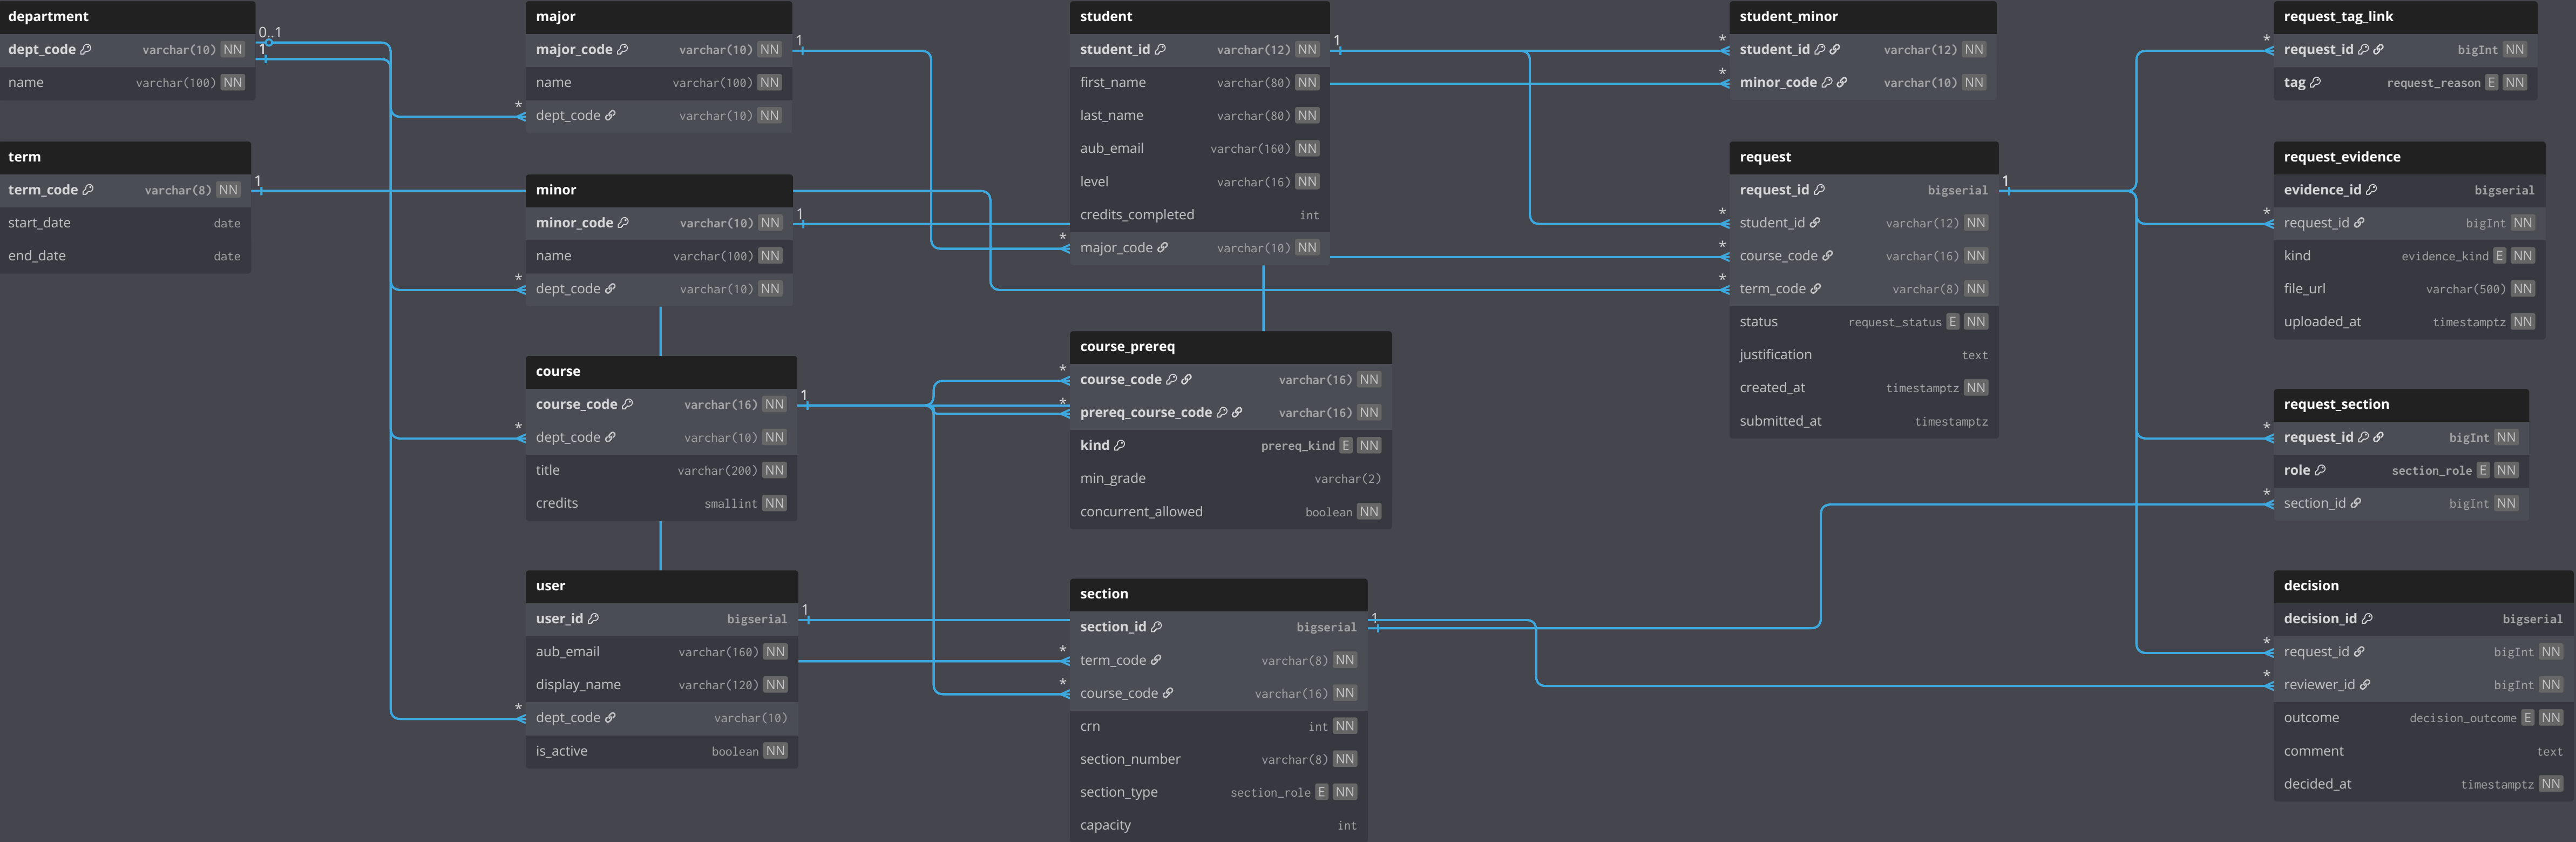 department
dept_code varchar(10) NN
name varchar(100) NN
0..1
1
*
term
term_code varchar(8) NN
start_date date
end_date date
1
major
major_code varchar(10) NN
name varchar(100) NN
dept_code varchar(10) NN
1
*
minor
minor_code varchar(10) NN
name varchar(100) NN
dept_code varchar(10) NN
1
*
course
course_code varchar(16) NN
dept_code varchar(10) NN
title varchar(200) NN
credits smallint NN
1
*
user
user_id bigserial
aub_email varchar(160) NN
display_name varchar(120) NN
dept_code varchar(10)
is_active boolean NN
1
*
student
student_id varchar(12) NN
first_name varchar(80) NN
last_name varchar(80) NN
aub_email varchar(160) NN
level varchar(16) NN
credits_completed int
major_code varchar(10) NN
1
*
course_prereq
course_code varchar(16) NN
prereq_course_code varchar(16) NN
kind prereq_kind E NN
min_grade varchar(2)
concurrent_allowed boolean NN
*
*
section
section_id bigserial
term_code varchar(8) NN
course_code varchar(16) NN
crn int NN
section_number varchar(8) NN
section_type section_role E NN
capacity int
1
*
*
student_minor
student_id varchar(12) NN
minor_code varchar(10) NN
*
*
request
request_id bigserial
student_id varchar(12) NN
course_code varchar(16) NN
term_code varchar(8) NN
status request_status E NN
justification text
created_at timestamptz NN
submitted_at timestamptz
1
*
*
*
request_tag_link
request_id bigInt NN
tag request_reason E NN
*
request_evidence
evidence_id bigserial
request_id bigInt NN
kind evidence_kind E NN
file_url varchar(500) NN
uploaded_at timestamptz NN
*
request_section
request_id bigInt NN
role section_role E NN
section_id bigInt NN
*
*
decision
decision_id bigserial
request_id bigInt NN
reviewer_id bigInt NN
outcome decision_outcome E NN
comment text
decided_at timestamptz NN
*
*